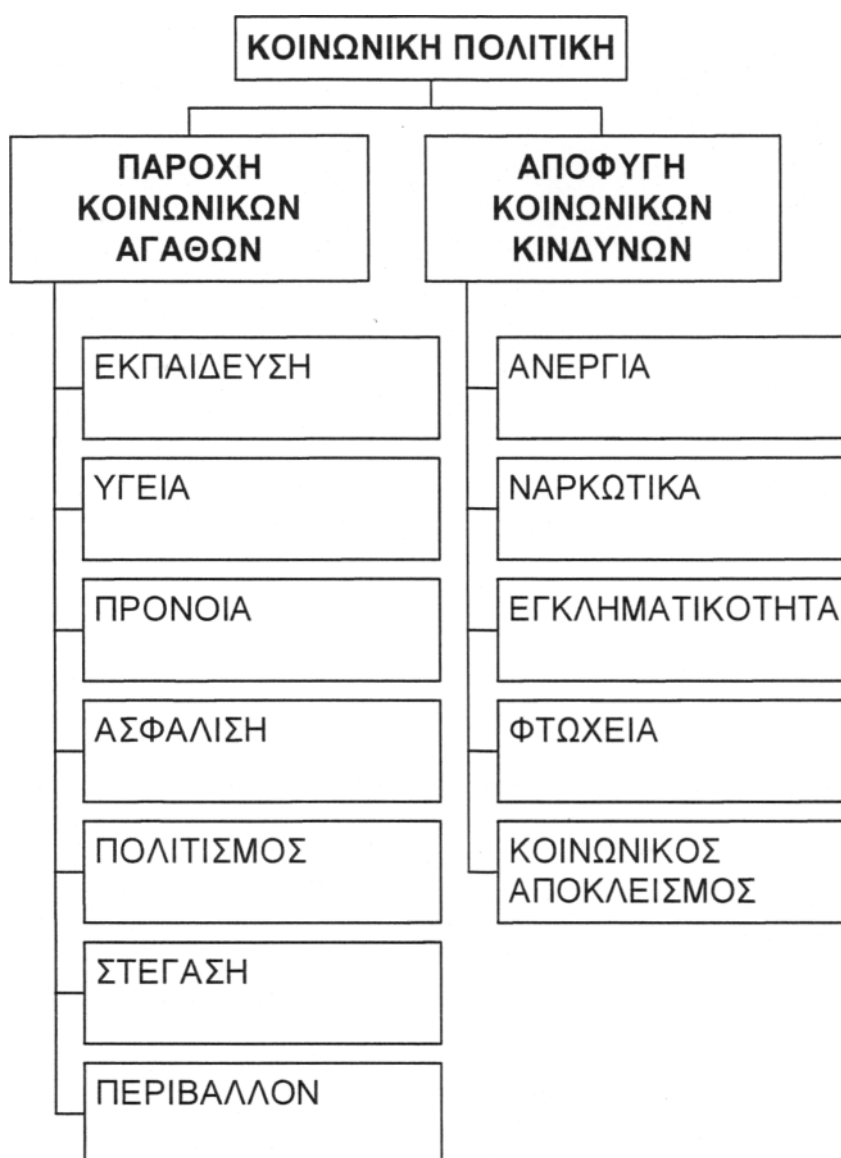 ΚΟΙΝΩΝΙΚΗ ΠΟΛΙΤΙΚΗ
ΠΑΡΟΧΗ
ΚΟΙΝΩΝΙΚΩΝ
ΑΓΑΘΩΝ
ΕΚΠΑΙΔΕΥΣΗ
ΥΓΕΙΑ
ΠΡΟΝΟΙΑ
ΑΣΦΑΛΙΣΗ
ΠΟΛΙΤΙΣΜΟΣ
ΣΤΕΓΑΣΗ
ΠΕΡΙΒΑΛΛΟΝ
ΑΠΟΦΥΓΗ
ΚΟΙΝΩΝΙΚΩΝ
ΚΙΝΔΥΝΩΝ
ΑΝΕΡΓΙΑ
ΝΑΡΚΩΤΙΚΑ
ΕΓΚΛΗΜΑΤΙΚΟΤΗΤΑ
ΦΤΩΧΕΙΑ
ΚΟΙΝΩΝΙΚΟΣ
ΑΠΟΚΛΕΙΣΜΟΣ